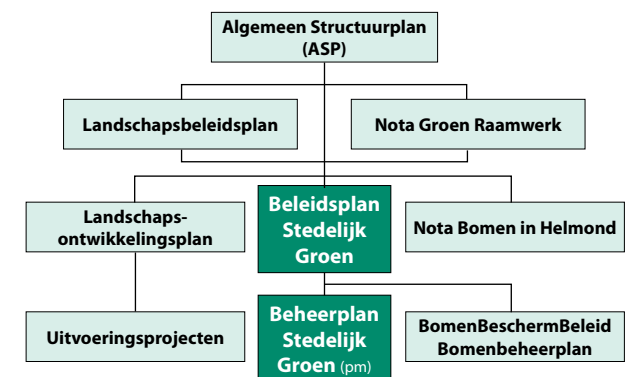 Algemeen Structuurplan
(ASP)
Landschapsbeleidsplan
Nota Groen Raamwerk
Landschaps-
ontwikkelingsplan
Beleidsplan
Stedelijk
Groen
Nota Bomen in Helmond
Uitvoeringsprojecten
Beheerplan
Stedelijk
Groen (pm)
BomenBeschermBeleid
Bomenbeheerplan